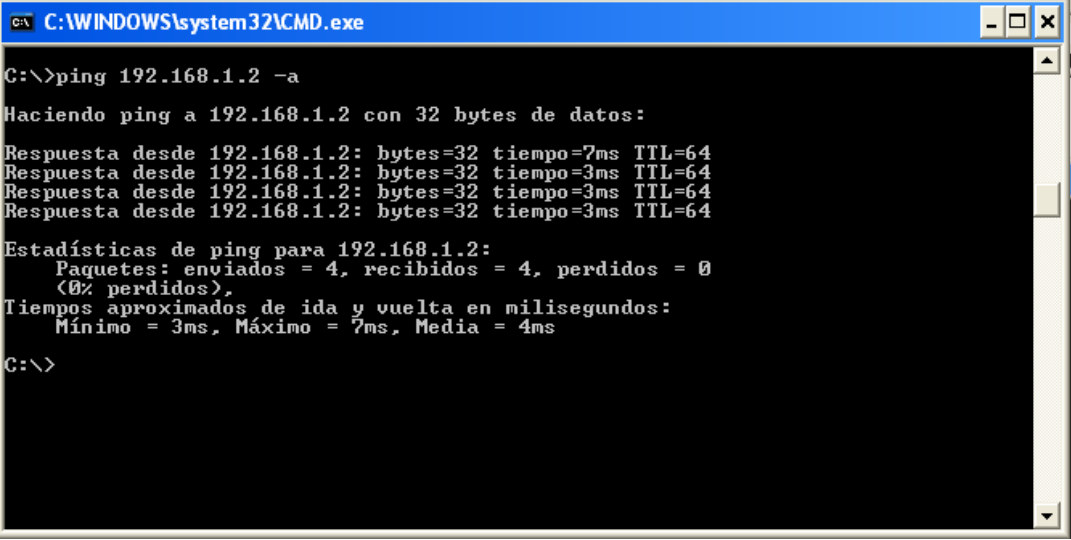 C:\WINDOWS\system32\CMD.exe
C:\>ping 192.168.1.2 -a
Haciendo ping a 192.168.1.2 con 32 bytes de datos:
Respuesta desde 192.168.1.2: bytes=32 tiempo=7ms TTL=64
Respuesta desde 192.168.1.2: bytes=32 tiempo=3ms TTL=64
Respuesta desde 192.168.1.2: bytes=32 tiempo=3ms TTL=64
Respuesta desde 192.168.1.2: bytes=32 tiempo=3ms TTL=64
Estadísticas de ping para 192.168.1.2:
Paquetes: enviados = 4, recibidos = 4, perdidos = 0
(0% perdidos),
Tiempos aproximados de ida y vuelta en milisegundos:
Mínimo = 3ms, Máximo = 7ms, Media = 4ms
C:\>